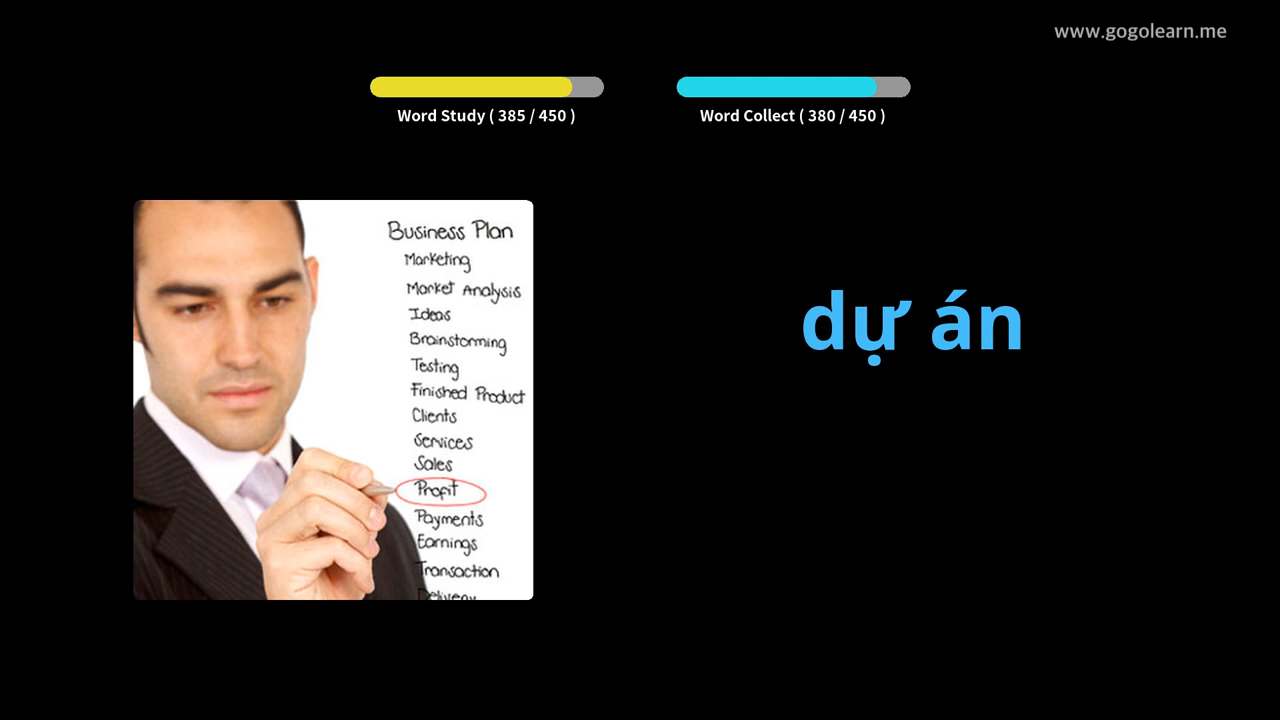 www.gogolearn.me
Word Study ( 385 / 450 )
Word Collect ( 380 / 450 )
Business Plan
Marketing
Market Analysis
Ideas
Brainstorming
Testing
Finished Product
Clients
Services
Sales
Profit
Payments
Earnings
Transaction
Delivery
dự án